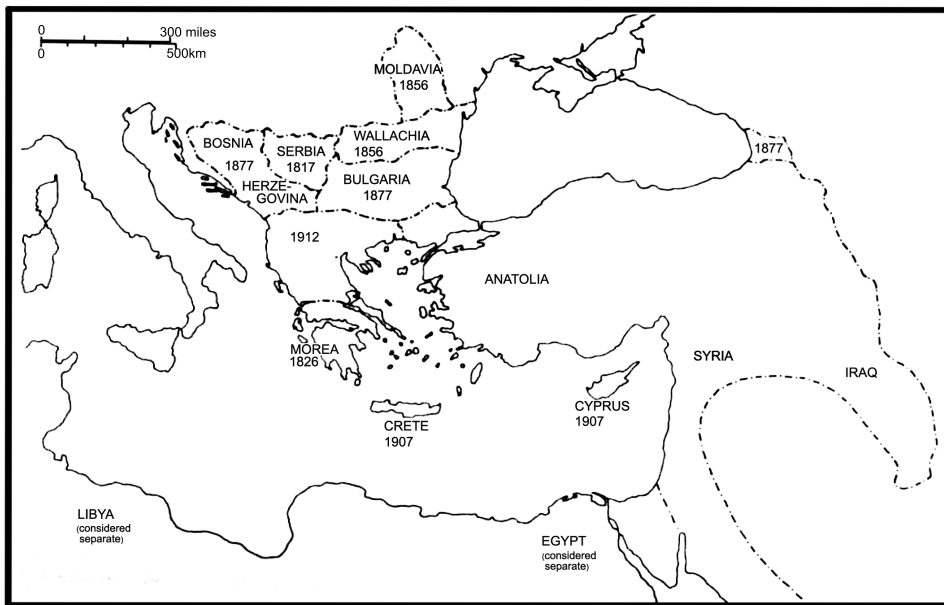 0 300 miles
0 500km
MOLDAVIA
1856
BOSNIA
1877
SERBIA
1817
WALLACHIA
1856
1877
HERZE-
GOVINA
BULGARIA
1877
1912
ANATOLIA
MOREA
1826
SYRIA
IRAQ
CRETE
1907
CYPRUS
1907
LIBYA
(considered
separate)
EGYPT
(considered
separate)